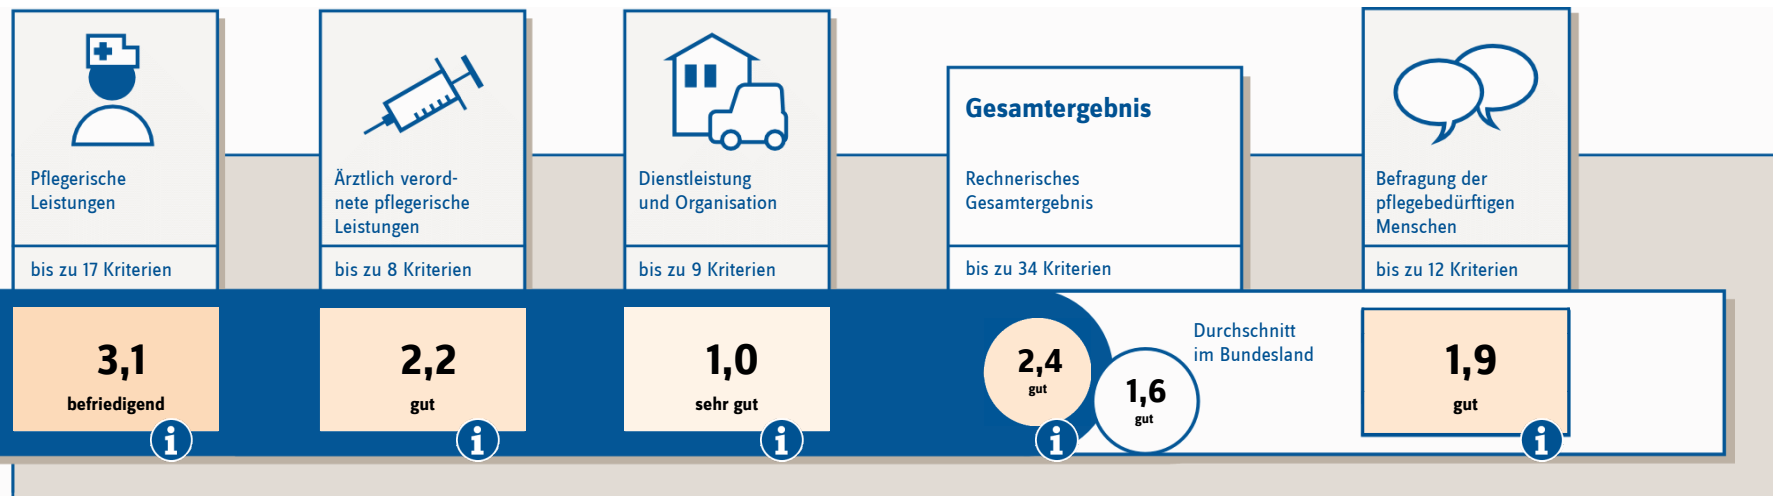 Pflegerische
Leistungen
bis zu 17 Kriterien
3,1
befriedigend
i
Ärztlich verord-
nete pflegerische
Leistungen
bis zu 8 Kriterien
2,2
gut
i
Dienstleistung
und Organisation
bis zu 9 Kriterien
1,0
sehr gut
i
Gesamtergebnis
Rechnerisches
Gesamtergebnis
bis zu 34 Kriterien
2,4
gut
i
1,6
gut
Durchschnitt
im Bundesland
Befragung der
pflegebedürftigen
Menschen
bis zu 12 Kriterien
1,9
gut
i